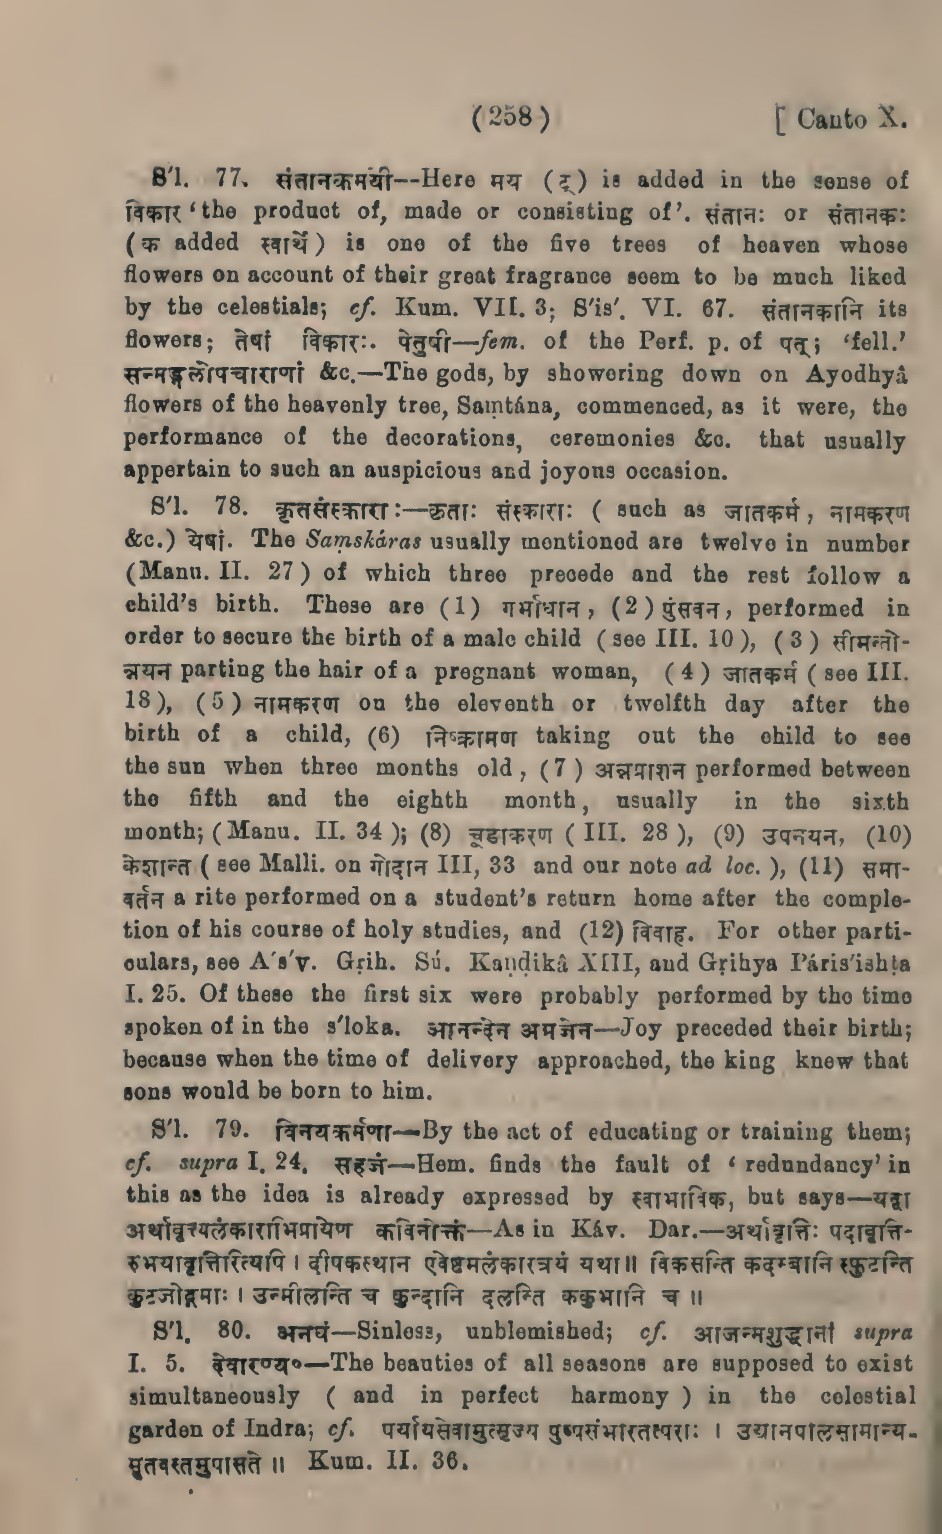 (258)	[ Canto X.
S'l. 77. संतानकमयी--Here मय (ट्) is added in the sense of
विकार 'the product of, made or consisting of'. संतानः or संतानकः
(क added स्वार्थे) is one of the five trees of heaven whose
flowers on account of their great fragrance seem to be much liked
by the celestials; cf. Kum. VII. 3; S'is'. VI. 67. संतानकानि its
flowers; तेषां विकारः. पेतुषी—fem. of the Perf. p. of पत्; 'fell.'
सन्मङ्गलोपचाराणां &c.—The gods, by showering down on Ayodhyâ
flowers of the heavenly tree, Saṃtána, commenced, as it were, the
performance of the decorations, ceremonies &c. that usually
appertain to such an auspicious and joyous occasion.
S'l. 78. कृतसंस्काराः—कृताः संस्काराः ( such as जातकर्म, नामकरण
&c.) येषां. The Saṃskáras usually mentioned are twelve in number
(Manu. II. 27 ) of which three precede and the rest follow a
child's birth. These are (1) गर्भाधान, (2) पुंसवन, performed in
order to secure the birth of a male child ( see III. 10 ), ( 3 ) सीमन्तो-
न्नयन parting the hair of a pregnant woman, ( 4 ) जातकर्म ( see III.
18 ), ( 5 ) नामकरण on the eleventh or twelfth day after the
birth of a child, (6) निष्क्रामण taking out the child to see
the sun when three months old, ( 7 ) अन्नप्राशन performed between
the fifth and the eighth month, usually in the sixth
month; ( Manu. II. 34 ); (8) चूडाकरण ( III. 28 ), (9) उपनयन, (10)
केशान्त ( see Malli. on गोदान III, 33 and our note ad loc. ), (11) समा-
वर्तन a rite performed on a student's return home after the comple-
tion of his course of holy studies, and (12) विवाह. For other parti-
culars, see A's'v. Gṛih. Sú. Kaṇḍikâ XIII, and Gṛihya Páris'ishṭa
I. 25. Of these the first six were probably performed by the time
spoken of in the s'loka. आनन्देन अग्रजेन—Joy preceded their birth;
because when the time of delivery approached, the king knew that
sons would be born to him.
S'l. 79. विनयकर्मणा—By the act of educating or training them;
cf. supra I. 24. सहजं—Hem. finds the fault of ' redundancy' in
this as the idea is already expressed by स्वाभाविक, but says—यद्वा
अर्थावृत्त्यलंकाराभिप्रायेण कविनोक्तं—As in Káv. Dar.—अर्थावृत्तिः पदावृत्ति-
रुभयावृत्तिरित्यपि । दीपकस्थान एवेष्टमलंकारत्रयं यथा॥ विकसन्ति कदम्बानि स्फुटन्ति
कुटजोद्गमाः । उन्मीलन्ति च कुन्दानि दलन्ति ककुभानि च ॥
S'l. 80. अनघं—Sinless, unblemished; cf. आजन्मशुद्धानां supra
I. 5. देवारण्य०—The beauties of all seasons are supposed to exist
simultaneously ( and in perfect harmony ) in the celestial
garden of Indra; cf. पर्यायसेवामुत्सृज्य पुष्पसंभारतत्पराः । उद्यानपालसामान्य-
मृतवस्तमुपासते ॥ Kum. II. 36.